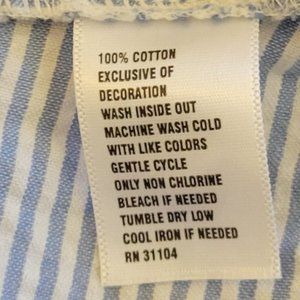 100% COTTON
EXCLUSIVE OF
DECORATION
WASH INSIDE OUT
MACHINE WASH COLD
WITH LIKE COLORS
GENTLE CYCLE
ONLY NON CHLORINE
BLEACH IF NEEDED
TUMBLE DRY LOW
COOL IRON IF NEEDED
RN 31104